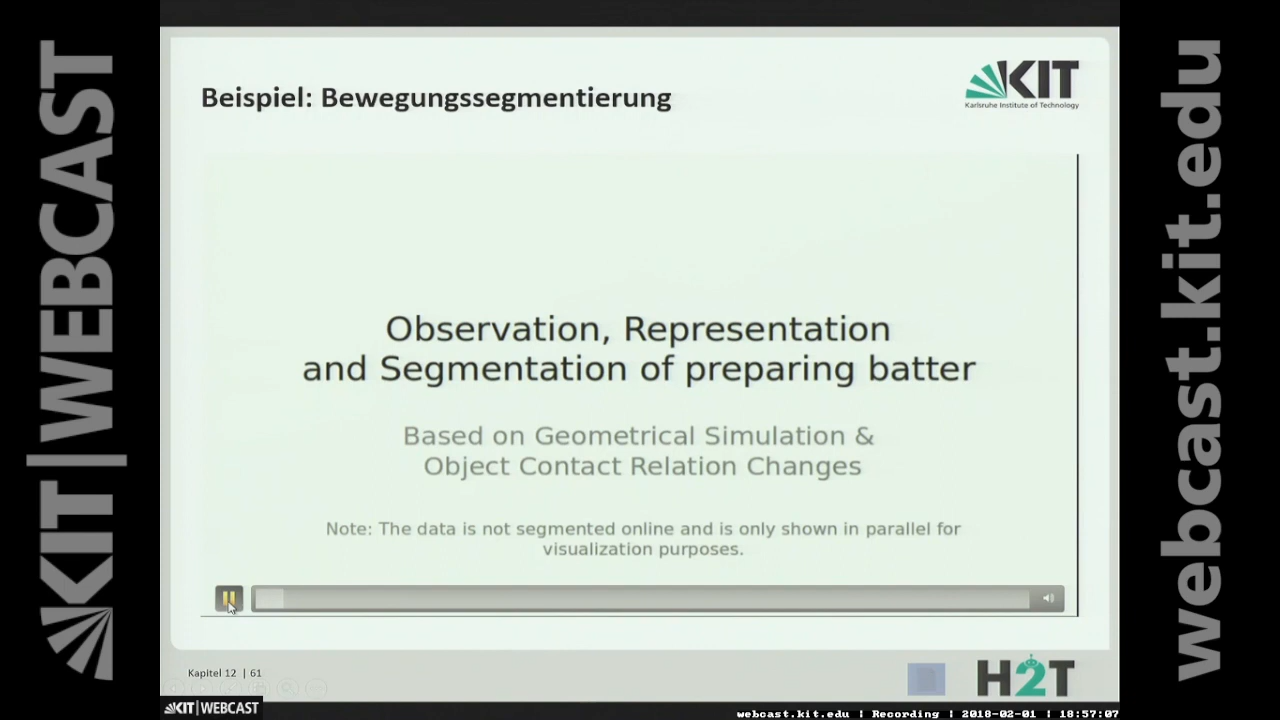 KIT|WEBCAST
Beispiel: Bewegungssegmentierung
KIT
Karlsruhe Institute of Technology
Observation, Representation
and Segmentation of preparing batter
Based on Geometrical Simulation &
Object Contact Relation Changes
Note: The data is not segmented online and is only shown in parallel for
visualization purposes.
Kapitel 12 | 61
H2T
KIT|WEBCAST
webcast.kit.edu | Recording | 2018-02-01 | 18:57:07
webcast.kit.edu